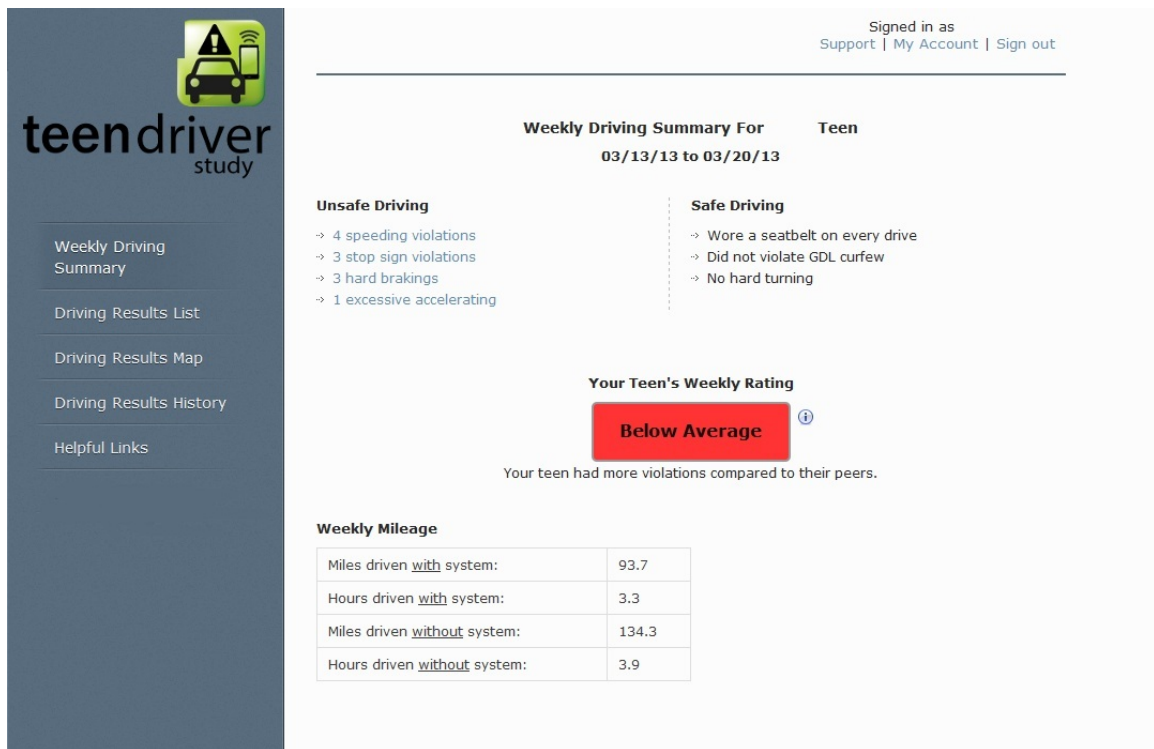 teendriver
study
Weekly Driving
Summary
Driving Results List
Driving Results Map
Driving Results History
Helpful Links
Signed in as
Support | My Account | Sign out
Weekly Driving Summary For Teen
03/13/13 to 03/20/13
Unsafe Driving
4 speeding violations
3 stop sign violations
3 hard brakings
1 excessive accelerating
Safe Driving
Wore a seatbelt on every drive
Did not violate GDL curfew
No hard turning
Your Teen's Weekly Rating
Below Average
Your teen had more violations compared to their peers.
Weekly Mileage
Miles driven with system: 93.7
Hours driven with system: 3.3
Miles driven without system: 134.3
Hours driven without system: 3.9